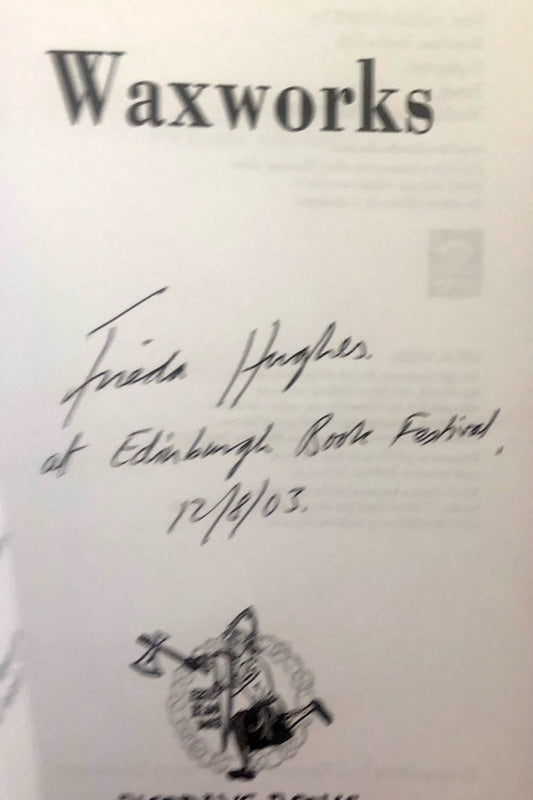 Waxworks
Frieda Hughes.
at Edinburgh Book Festival,
12/8/03.